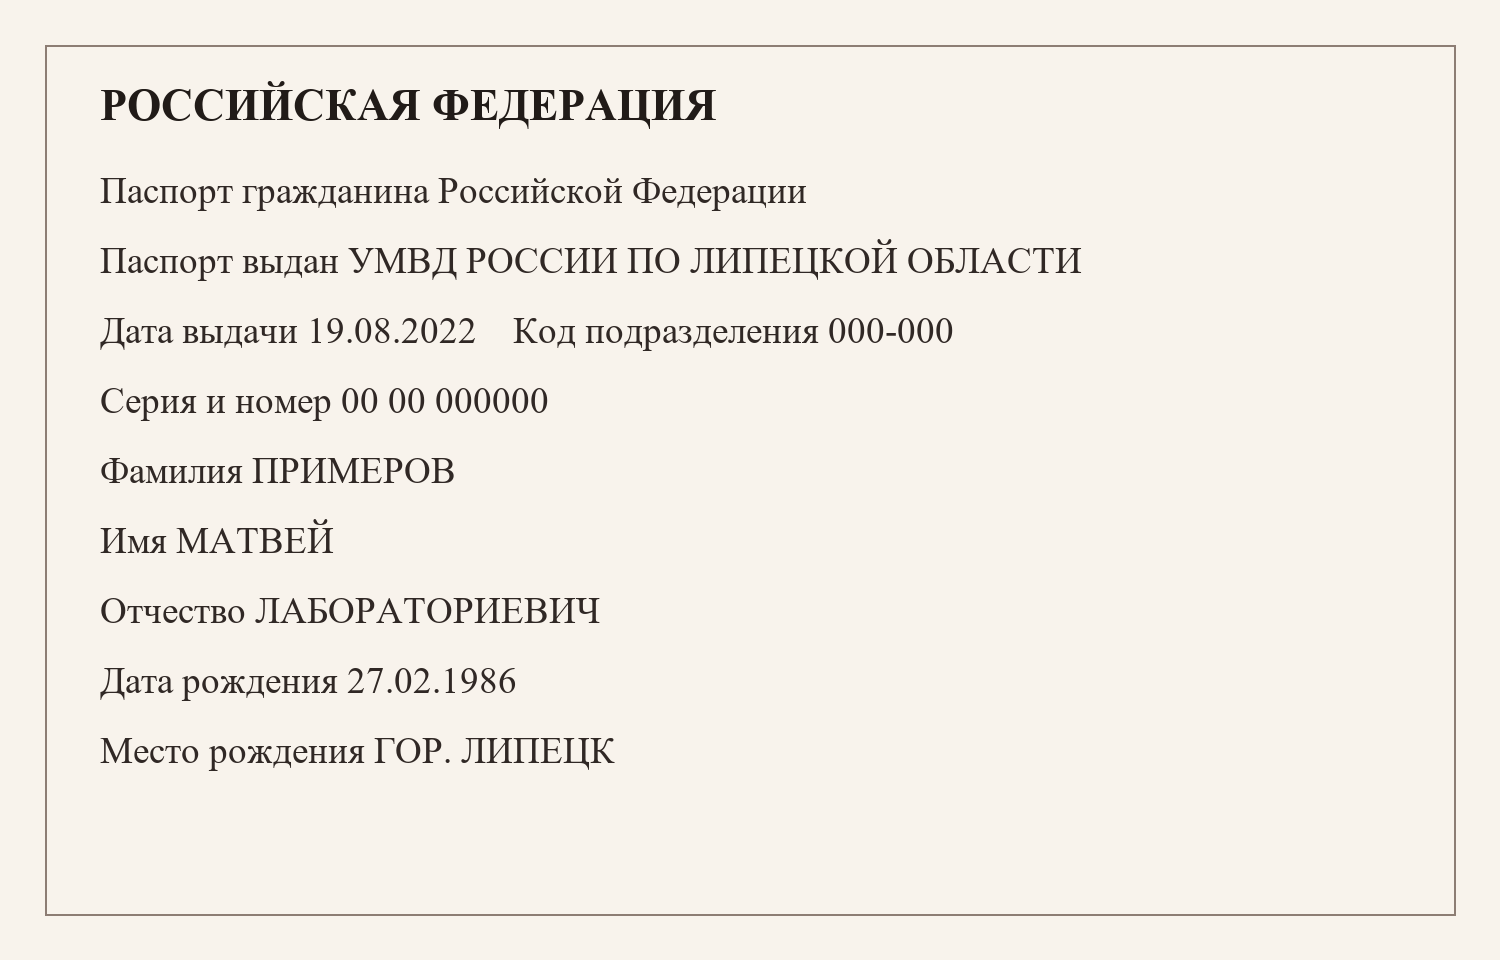 РОССИЙСКАЯ ФЕДЕРАЦИЯ
Паспорт гражданина Российской Федерации
Паспорт выдан УМВД РОССИИ ПО ЛИПЕЦКОЙ ОБЛАСТИ
Дата выдачи 19.08.2022 Код подразделения 000-000
Серия и номер 00 00 000000
Фамилия ПРИМЕРОВ
Имя МАТВЕЙ
Отчество ЛАБОРАТОРИЕВИЧ
Дата рождения 27.02.1986
Место рождения ГОР. ЛИПЕЦК